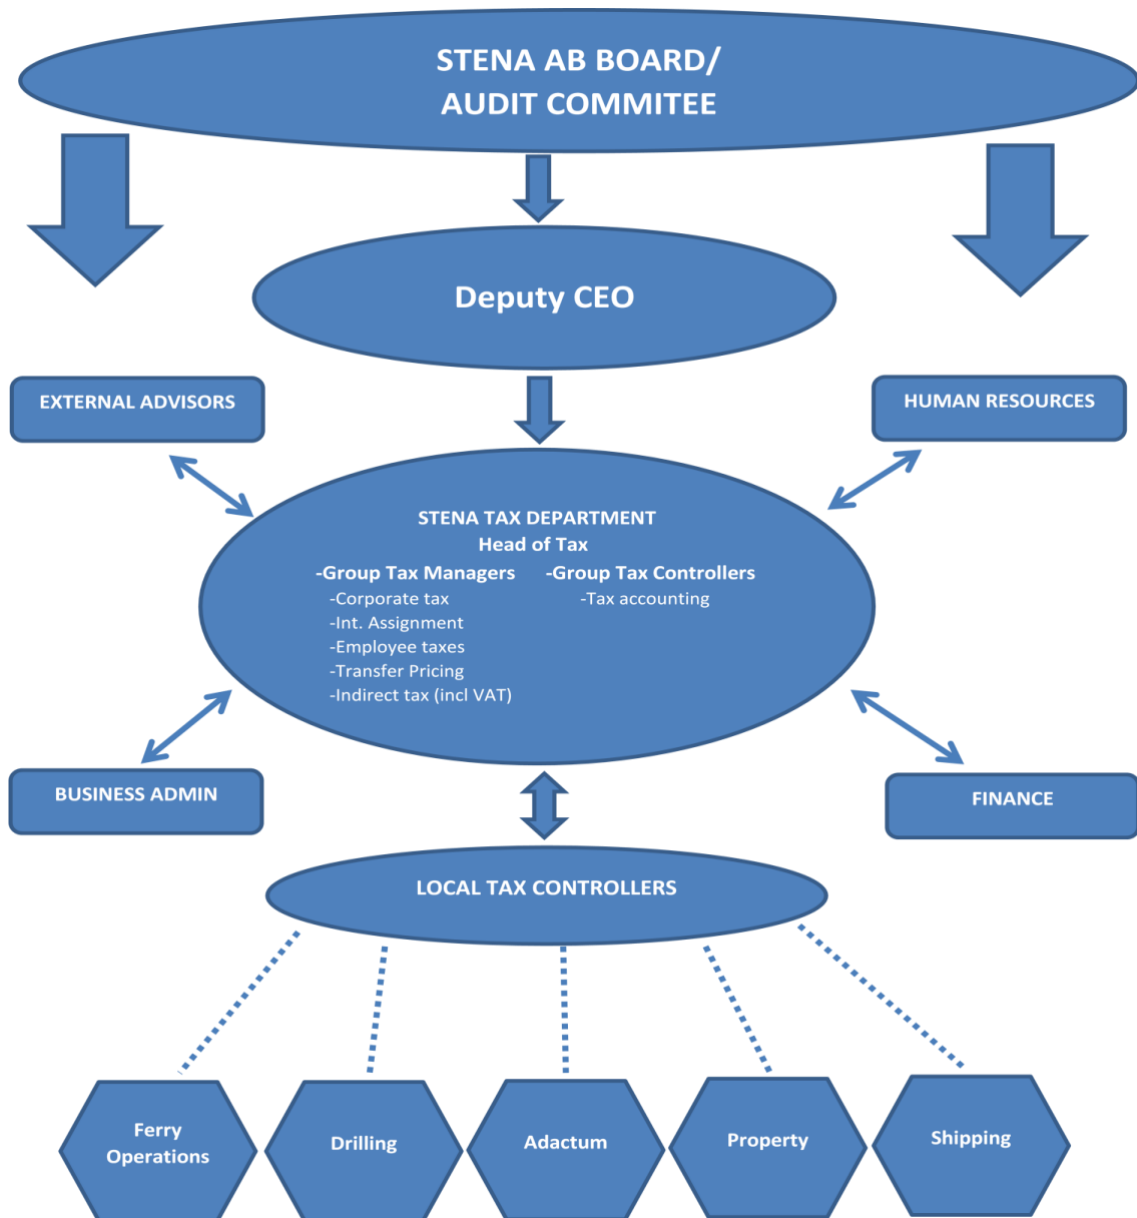 STENA AB BOARD/
AUDIT COMMITEE
Deputy CEO
EXTERNAL ADVISORS
HUMAN RESOURCES
STENA TAX DEPARTMENT
Head of Tax
-Group Tax Managers -Group Tax Controllers
-Corporate tax -Tax accounting
-Int. Assignment
-Employee taxes
-Transfer Pricing
-Indirect tax (incl VAT)
BUSINESS ADMIN
FINANCE
LOCAL TAX CONTROLLERS
Ferry
Operations
Drilling
Adactum
Property
Shipping